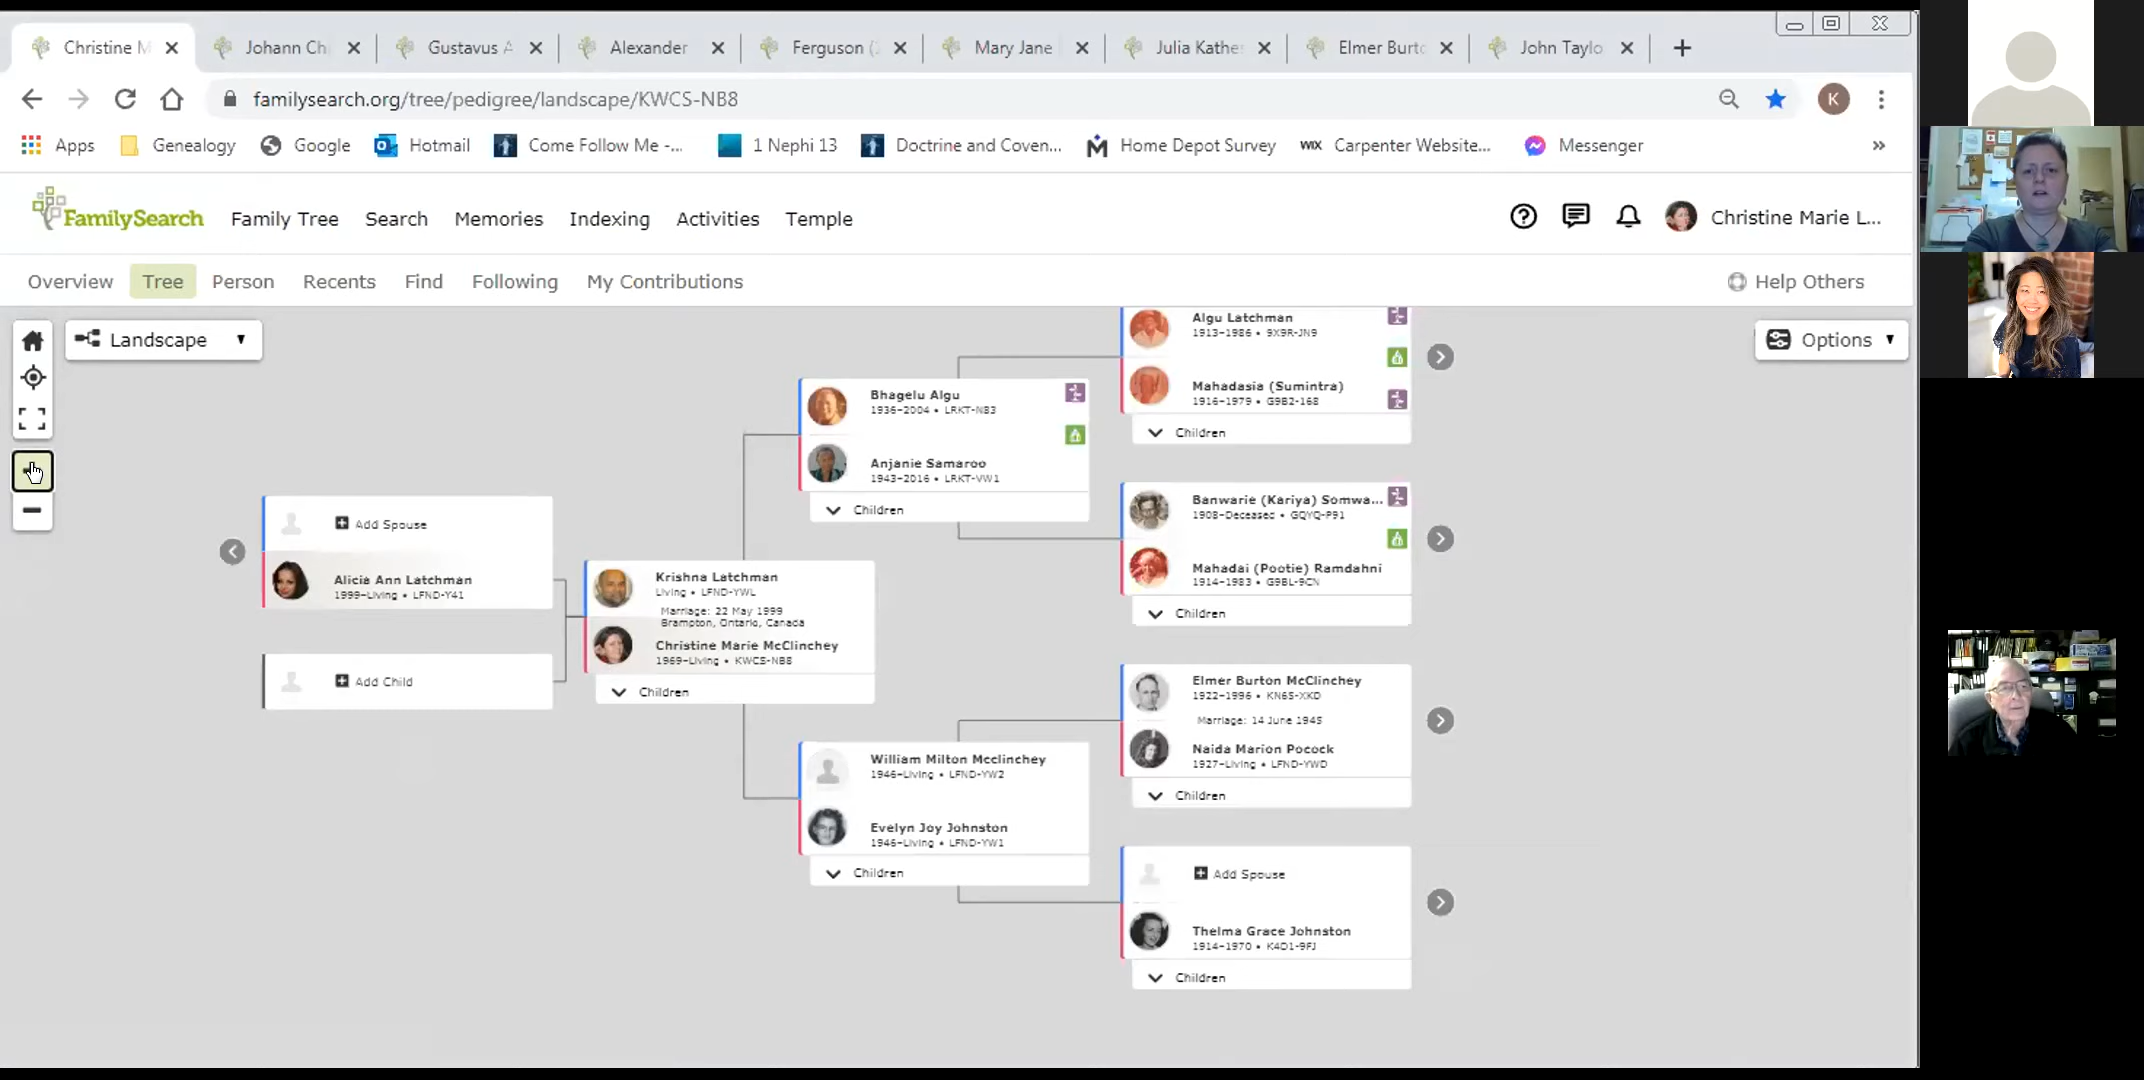 Christine M
Johann Ch
Gustavus A
Alexander
Ferguson (
Mary Jane
Julia Kathe
Elmer Burto
John Taylo
familysearch.org/tree/pedigree/landscape/KWCS-NB8
K
Apps
Genealogy
Google
Hotmail
Come Follow Me -...
1 Nephi 13
Doctrine and Coven...
Home Depot Survey
WIX Carpenter Website...
Messenger
»
FamilySearch
Family Tree
Search
Memories
Indexing
Activities
Temple
Christine Marie L...
Overview
Tree
Person
Recents
Find
Following
My Contributions
Help Others
Landscape
Options
Add Spouse
Alicia Ann Latchman
1999–Living • LFND-Y41
Add Child
Krishna Latchman
Living • LFND-YWL
Marriage: 22 May 1999
Brampton, Ontario, Canada
Christine Marie McClinchey
1969–Living • KWCS-NB8
Children
Bhagelu Algu
1936–2004 • LRKT-N83
Anjanie Samaroo
1943–2016 • LRKT-VW1
Children
William Milton Mcclinchey
1946–Living • LFND-YW2
Evelyn Joy Johnston
1946–Living • LFND-YW1
Children
Algu Latchman
1913–1986 • 9X9R-JN9
Mahadasia (Sumintra)
1916–1979 • G9B2-168
Children
Banwarie (Kariya) Somwa...
1908–Deceased • GQYQ-P91
Mahadai (Pootie) Ramdahni
1914–1983 • G9BL-9CN
Children
Elmer Burton McClinchey
1922–1996 • KN6S-XKD
Marriage: 14 June 1945
Naida Marion Pocock
1927–Living • LFND-YWD
Children
Add Spouse
Thelma Grace Johnston
1914–1970 • K4D1-9FJ
Children